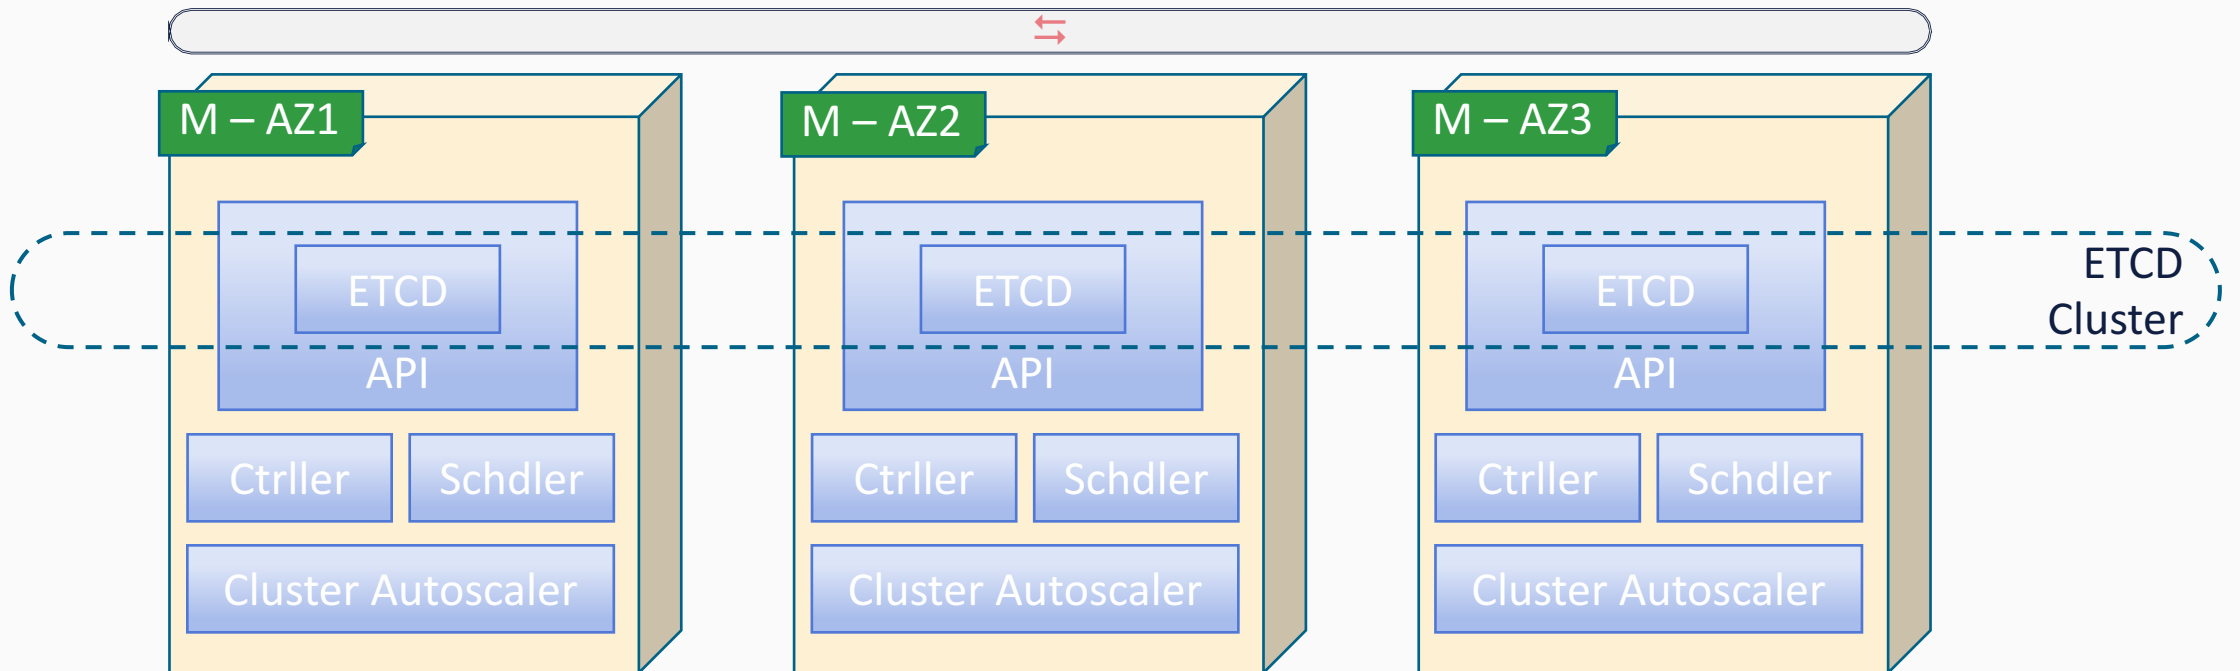 M – AZ1
M – AZ2
M – AZ3
ETCD
ETCD
ETCD
ETCD
Cluster
API
API
API
Ctrller
Schdler
Ctrller
Schdler
Ctrller
Schdler
Cluster Autoscaler
Cluster Autoscaler
Cluster Autoscaler